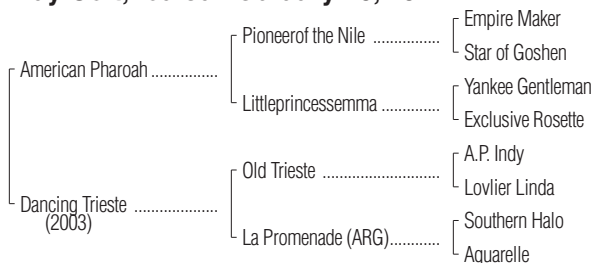 Empire Maker
Pioneerof the Nile ...............
Star of Goshen
American Pharoah ...............
Yankee Gentleman
Littleprincessemma .............
Exclusive Rosette
A.P. Indy
Old Trieste ..........................
Lovlier Linda
Dancing Trieste ...................
(2003)
Southern Halo
La Promenade (ARG)............
Aquarelle